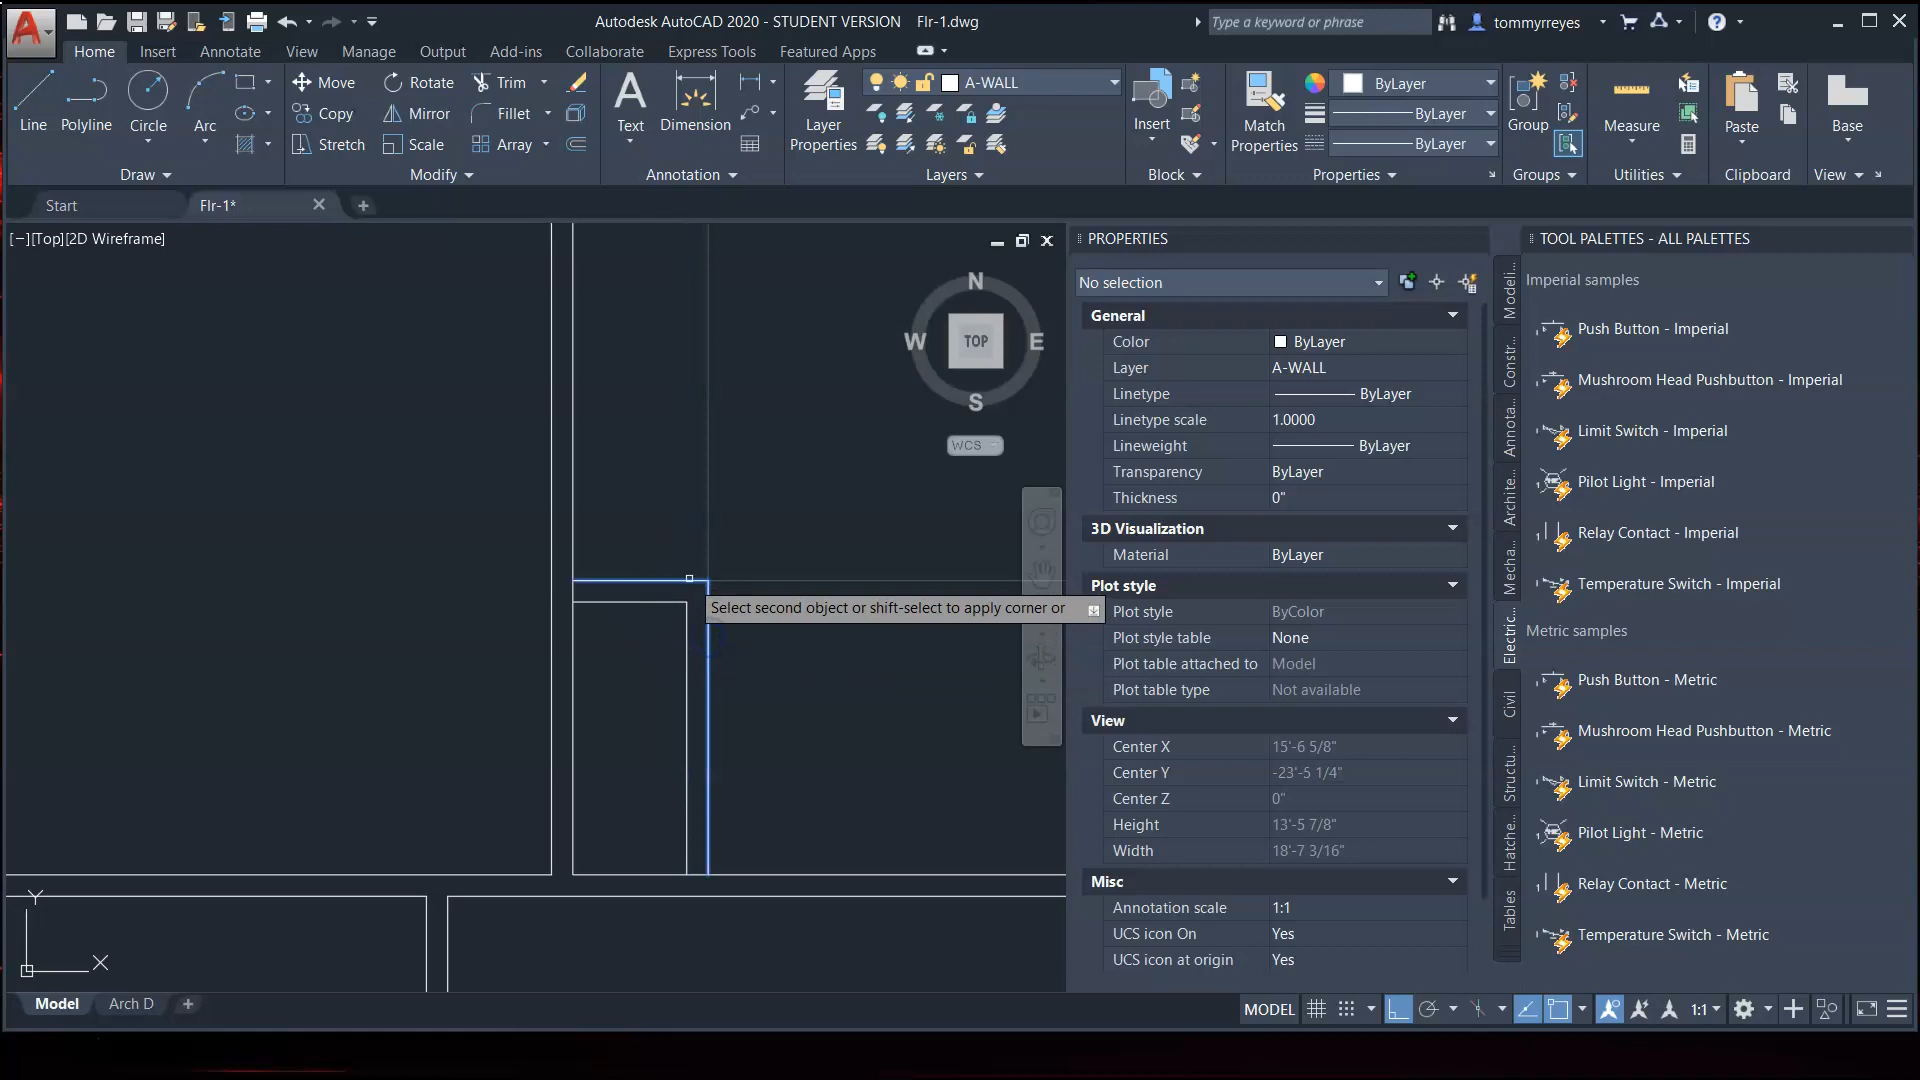 Autodesk AutoCAD 2020 - STUDENT VERSION Flr-1.dwg
Type a keyword or phrase
tommyrreyes
Home Insert Annotate View Manage Output Add-ins Collaborate Express Tools Featured Apps
Line Polyline Circle Arc
Draw
Move Rotate Trim
Copy Mirror Fillet
Stretch Scale Array
Modify
Text Dimension
Annotation
Layer Properties
A-WALL
Layers
Insert
Block
Match Properties
ByLayer
ByLayer
ByLayer
Properties
Group
Groups
Measure
Utilities
Paste
Clipboard
Base
View
Start Flr-1*
[−][Top][2D Wireframe]
N
W TOP E
S
WCS
Select second object or shift-select to apply corner or
Y
X
PROPERTIES
No selection
General
Color ByLayer
Layer A-WALL
Linetype ByLayer
Linetype scale 1.0000
Lineweight ByLayer
Transparency ByLayer
Thickness 0"
3D Visualization
Material ByLayer
Plot style
Plot style ByColor
Plot style table None
Plot table attached to Model
Plot table type Not available
View
Center X 15'-6 5/8"
Center Y -23'-5 1/4"
Center Z 0"
Height 13'-5 7/8"
Width 18'-7 3/16"
Misc
Annotation scale 1:1
UCS icon On Yes
UCS icon at origin Yes
TOOL PALETTES - ALL PALETTES
Modeli...
Constr...
Annota...
Archite...
Mecha...
Electric...
Civil
Structu...
Hatche...
Tables
Imperial samples
Push Button - Imperial
Mushroom Head Pushbutton - Imperial
Limit Switch - Imperial
Pilot Light - Imperial
Relay Contact - Imperial
Temperature Switch - Imperial
Metric samples
Push Button - Metric
Mushroom Head Pushbutton - Metric
Limit Switch - Metric
Pilot Light - Metric
Relay Contact - Metric
Temperature Switch - Metric
Model Arch D
MODEL 1:1